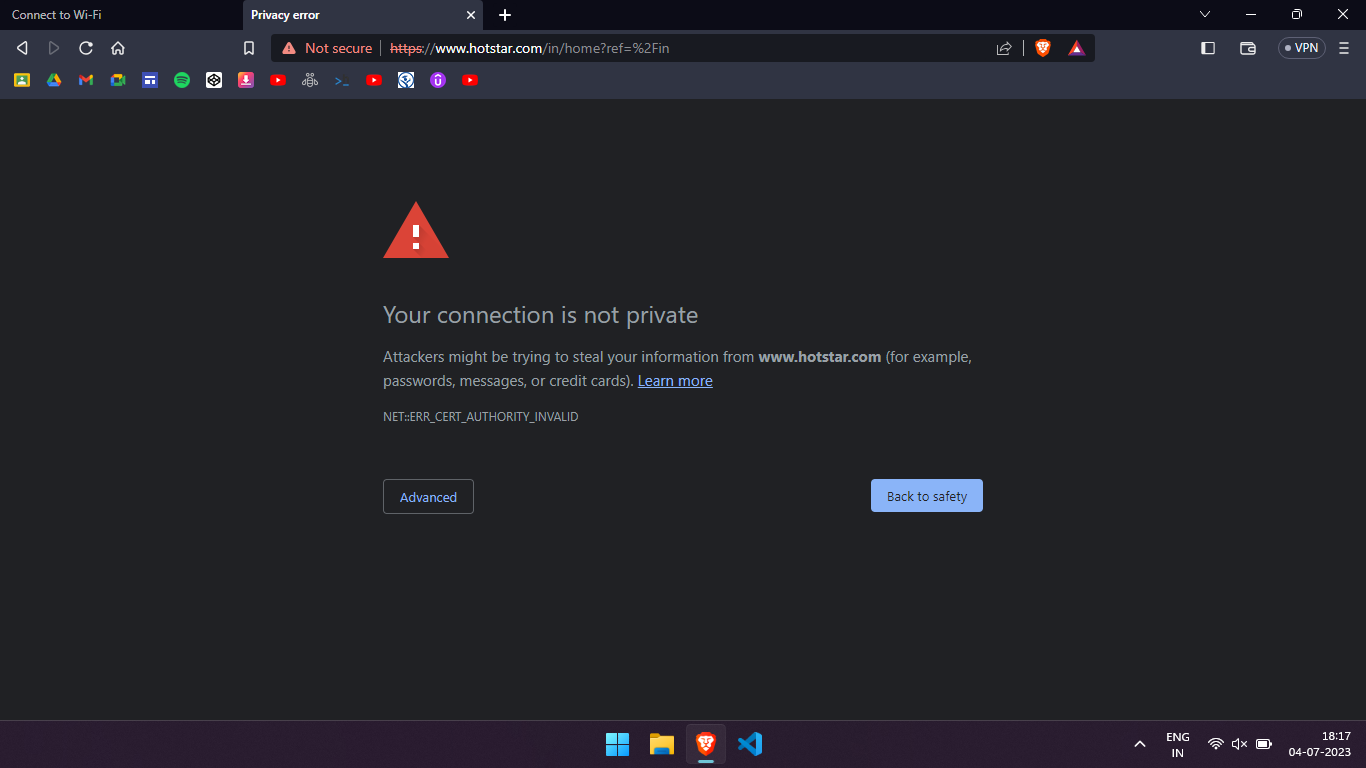 Connect to Wi-Fi
Privacy error
Not secure
https://www.hotstar.com/in/home?ref=%2Fin
VPN
Your connection is not private
Attackers might be trying to steal your information from www.hotstar.com (for example,
passwords, messages, or credit cards). Learn more
NET::ERR_CERT_AUTHORITY_INVALID
Advanced
Back to safety
ENG
IN
18:17
04-07-2023